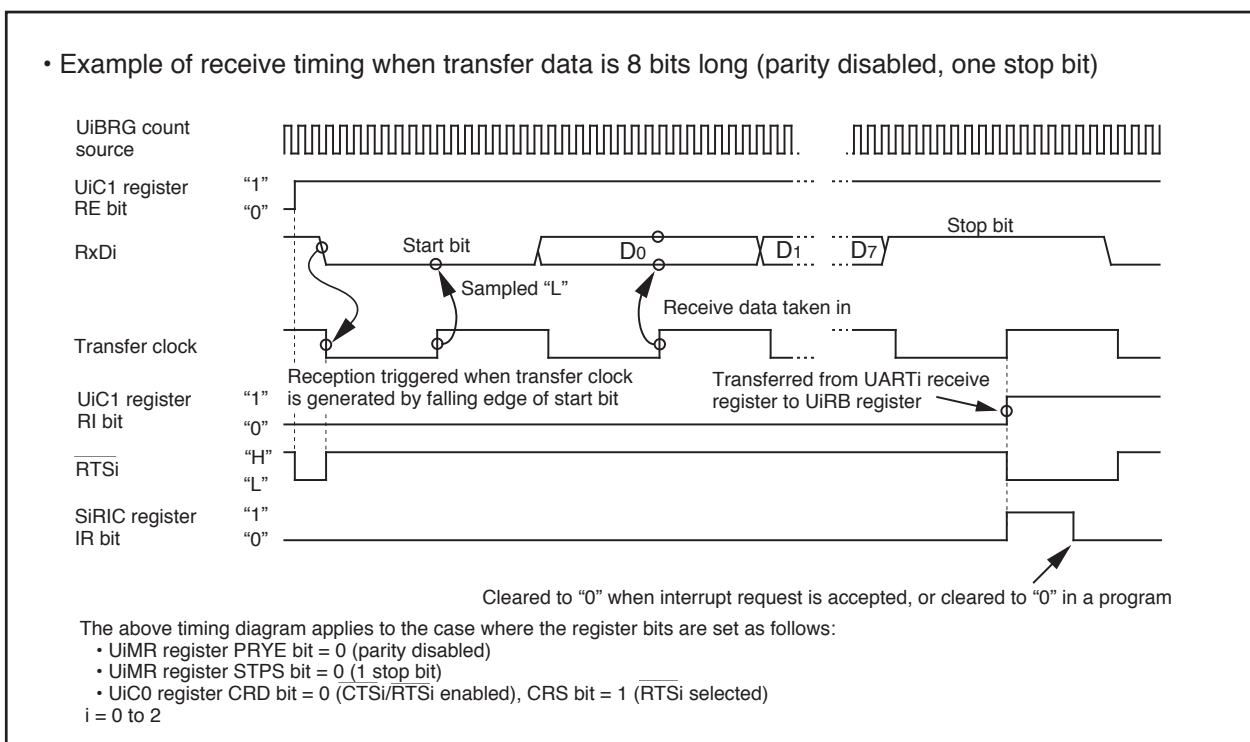 • Example of receive timing when transfer data is 8 bits long (parity disabled, one stop bit)
UiBRG count
source
UiC1 register
RE bit
“1”
“0”
RxDi
Start bit
D0
D1
D7
Stop bit
Sampled “L”
Receive data taken in
Transfer clock
Reception triggered when transfer clock
is generated by falling edge of start bit
Transferred from UARTi receive
register to UiRB register
UiC1 register
RI bit
“1”
“0”
RTSi
“H”
“L”
SiRIC register
IR bit
“1”
“0”
Cleared to “0” when interrupt request is accepted, or cleared to “0” in a program
The above timing diagram applies to the case where the register bits are set as follows:
• UiMR register PRYE bit = 0 (parity disabled)
• UiMR register STPS bit = 0 (1 stop bit)
• UiC0 register CRD bit = 0 (CTSi/RTSi enabled), CRS bit = 1 (RTSi selected)
i = 0 to 2